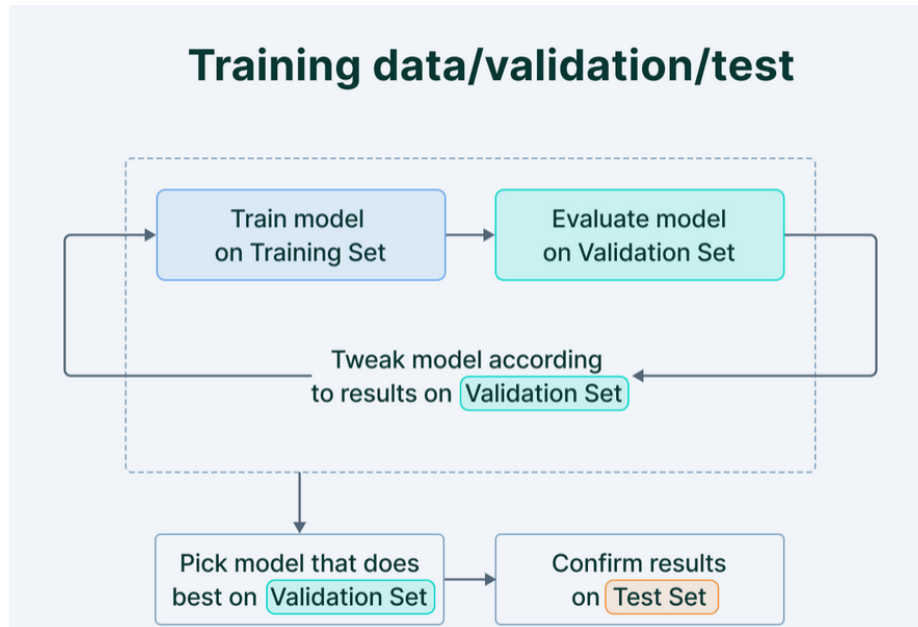 Training data/validation/test
Train model
on Training Set
Evaluate model
on Validation Set
Tweak model according
to results on Validation Set
Pick model that does
best on Validation Set
Confirm results
on Test Set